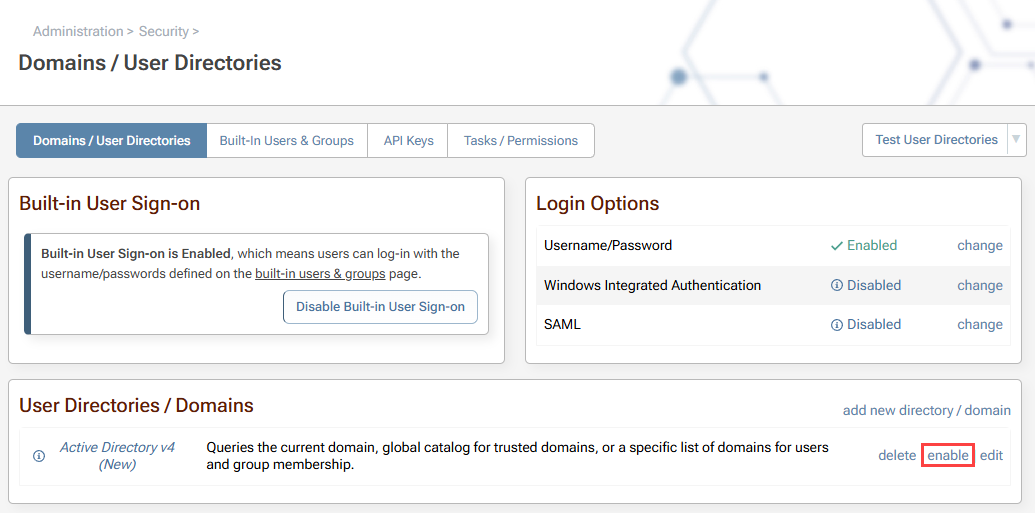 Administration > Security >
Domains / User Directories
Domains / User Directories
Built-In Users & Groups
API Keys
Tasks / Permissions
Test User Directories
Built-in User Sign-on
Built-in User Sign-on is Enabled, which means users can log-in with the
username/passwords defined on the built-in users & groups page.
Disable Built-in User Sign-on
Login Options
Username/Password Enabled change
Windows Integrated Authentication Disabled change
SAML Disabled change
User Directories / Domains
add new directory / domain
Active Directory v4
(New)
Queries the current domain, global catalog for trusted domains, or a specific list of domains for users
and group membership.
delete enable edit